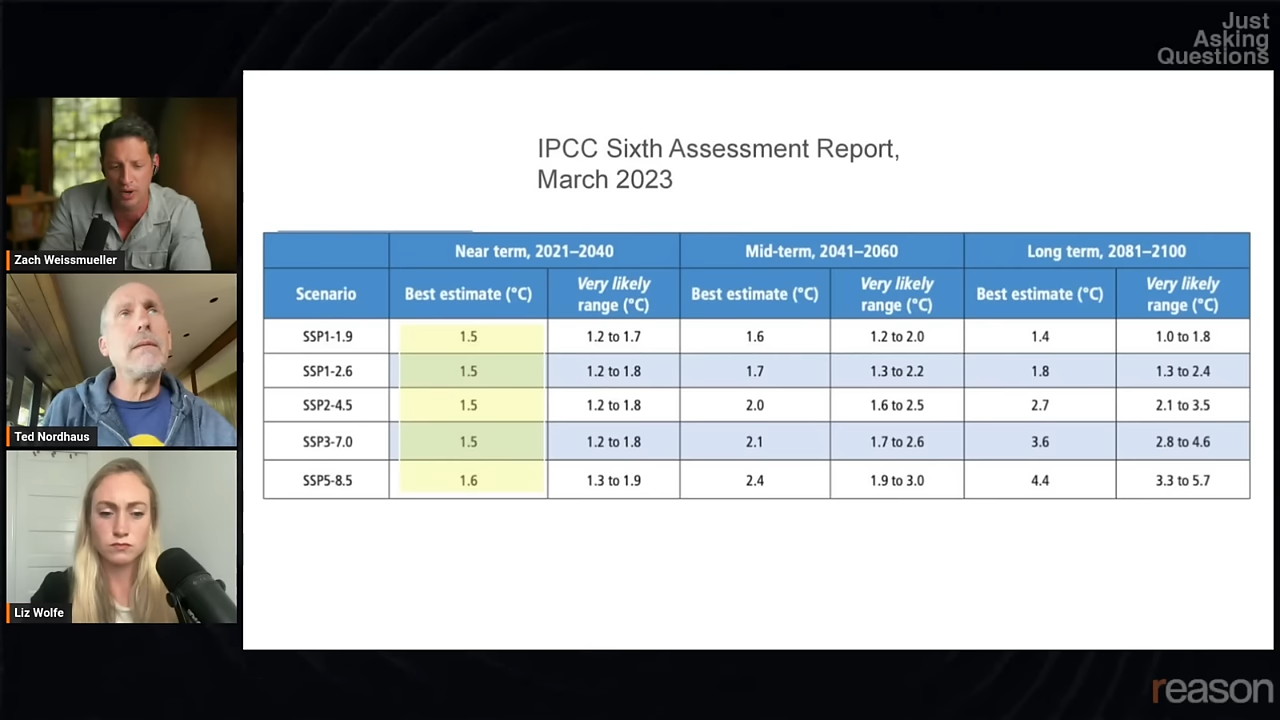 Just
Asking
Questions
IPCC Sixth Assessment Report,
March 2023
Near term, 2021–2040 Mid-term, 2041–2060 Long term, 2081–2100
Scenario Best estimate (°C) Very likely range (°C) Best estimate (°C) Very likely range (°C) Best estimate (°C) Very likely range (°C)
SSP1-1.9 1.5 1.2 to 1.7 1.6 1.2 to 2.0 1.4 1.0 to 1.8
SSP1-2.6 1.5 1.2 to 1.8 1.7 1.3 to 2.2 1.8 1.3 to 2.4
SSP2-4.5 1.5 1.2 to 1.8 2.0 1.6 to 2.5 2.7 2.1 to 3.5
SSP3-7.0 1.5 1.2 to 1.8 2.1 1.7 to 2.6 3.6 2.8 to 4.6
SSP5-8.5 1.6 1.3 to 1.9 2.4 1.9 to 3.0 4.4 3.3 to 5.7
Zach Weissmueller
Ted Nordhaus
Liz Wolfe
reason